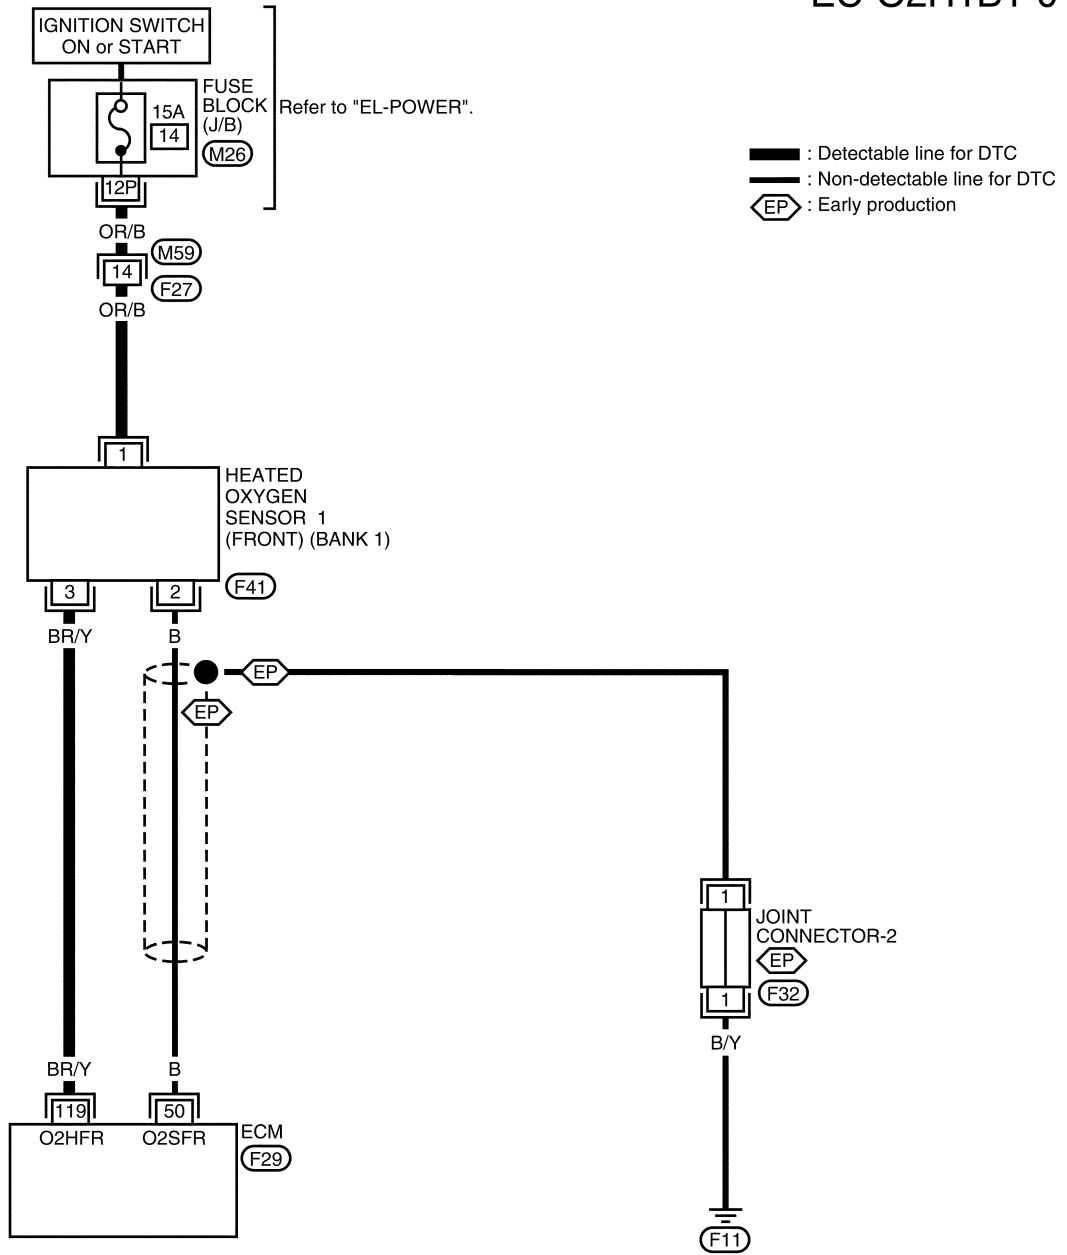 IGNITION SWITCH
ON or START
FUSE
BLOCK
(J/B)
M26
15A
14
Refer to "EL-POWER".
12P
OR/B
M59
14
F27
OR/B
: Detectable line for DTC
: Non-detectable line for DTC
EP : Early production
1
HEATED
OXYGEN
SENSOR 1
(FRONT) (BANK 1)
3
2
F41
BR/Y
B
EP
EP
1
JOINT
CONNECTOR-2
EP
1
F32
B/Y
BR/Y
B
119
50
O2HFR
O2SFR
ECM
F29
F11